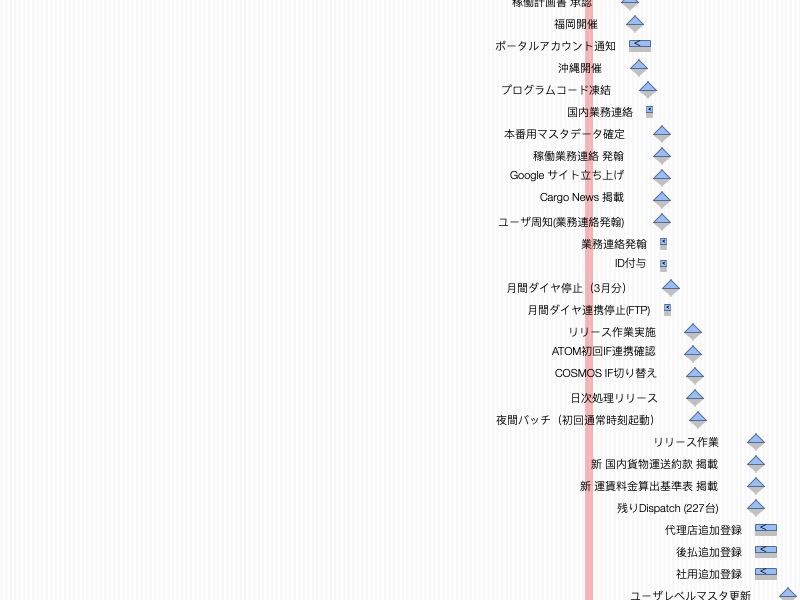 稼働計画書 承認
福岡開催
ポータルアカウント通知
沖縄開催
プログラムコード凍結
国内業務連絡
本番用マスタデータ確定
稼働業務連絡 発翰
Google サイト立ち上げ
Cargo News 掲載
ユーザ周知(業務連絡発翰)
業務連絡発翰
ID付与
月間ダイヤ停止（3月分）
月間ダイヤ連携停止(FTP)
リリース作業実施
ATOM初回IF連携確認
COSMOS IF切り替え
日次処理リリース
夜間バッチ（初回通常時刻起動）
リリース作業
新 国内貨物運送約款 掲載
新 運賃料金算出基準表 掲載
残りDispatch (227台)
代理店追加登録
後払追加登録
社用追加登録
ユーザレベルマスタ更新